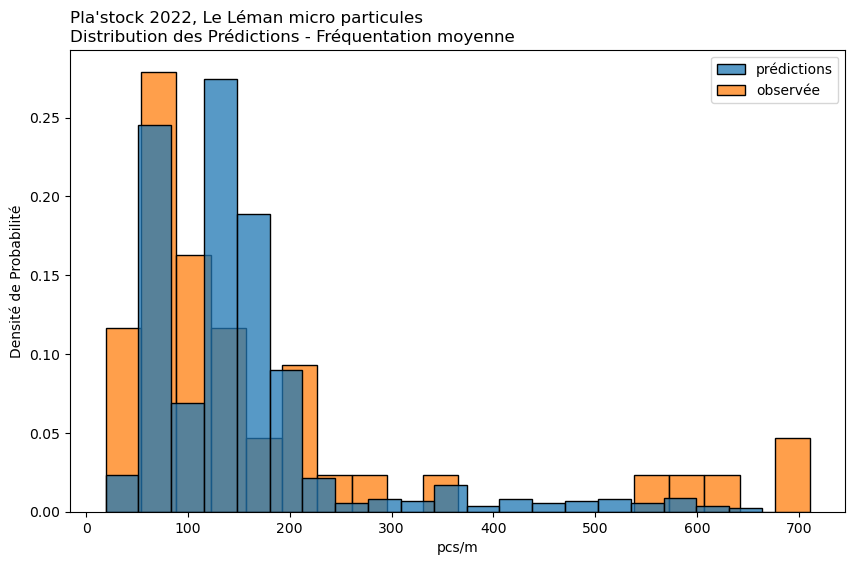 Pla'stock 2022, Le Léman micro particules
Distribution des Prédictions - Fréquentation moyenne
prédictions
observée
Densité de Probabilité
0.25
0.20
0.15
0.10
0.05
0.00
0 100 200 300 400 500 600 700
pcs/m